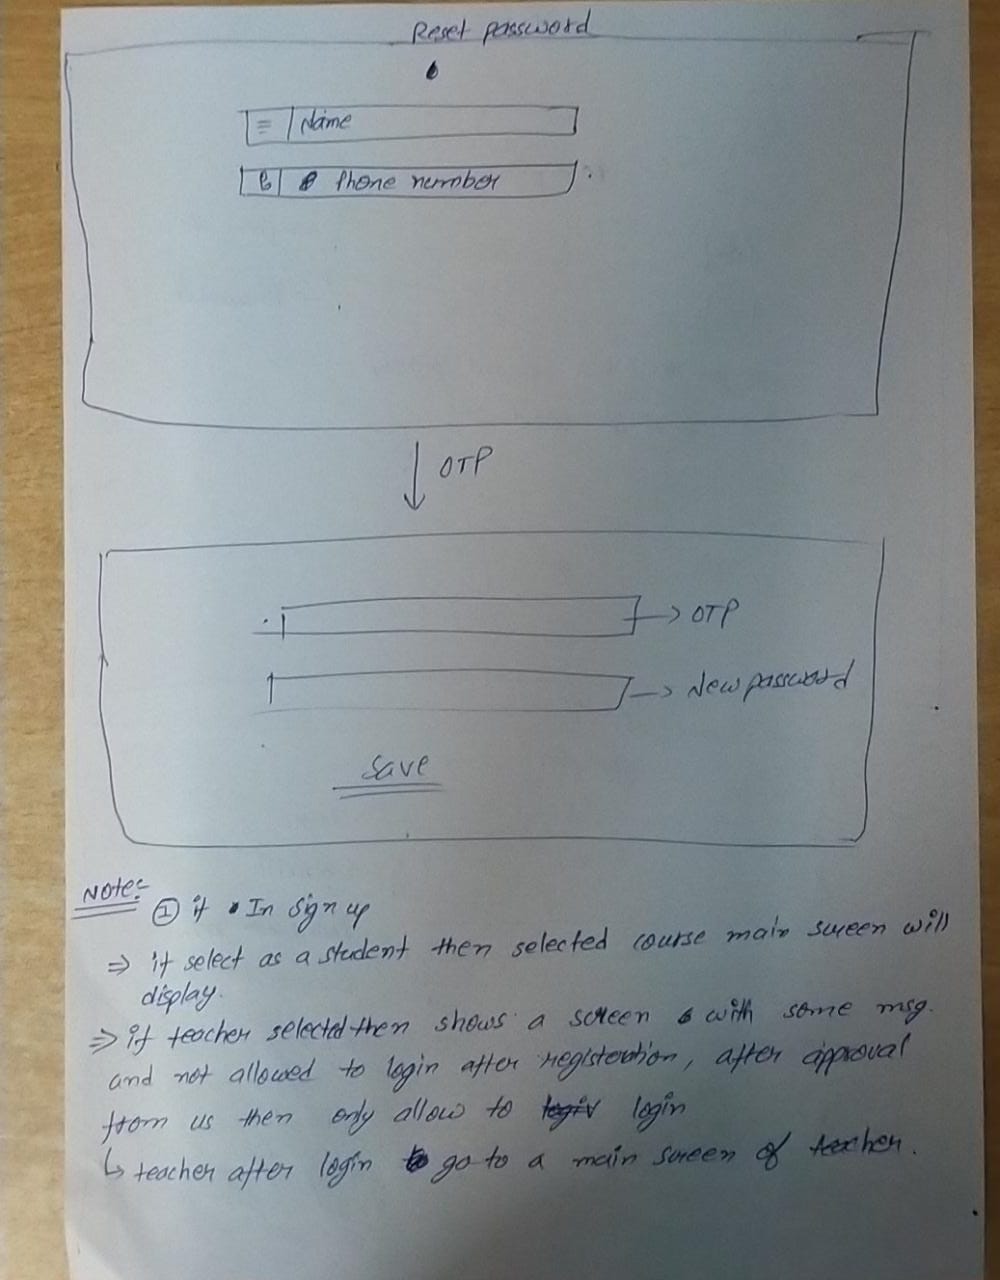 Reset password
Name
Phone number
OTP
→ OTP
→ New password
Save
Note:-
① if In Sign up
⇒ if select as a student then selected course main screen will
display.
⇒ if teacher selected then shows a screen with some msg.
and not allowed to login after registeration, after approval
from us then only allow to login
↳ teacher after login go to a main screen of teacher.